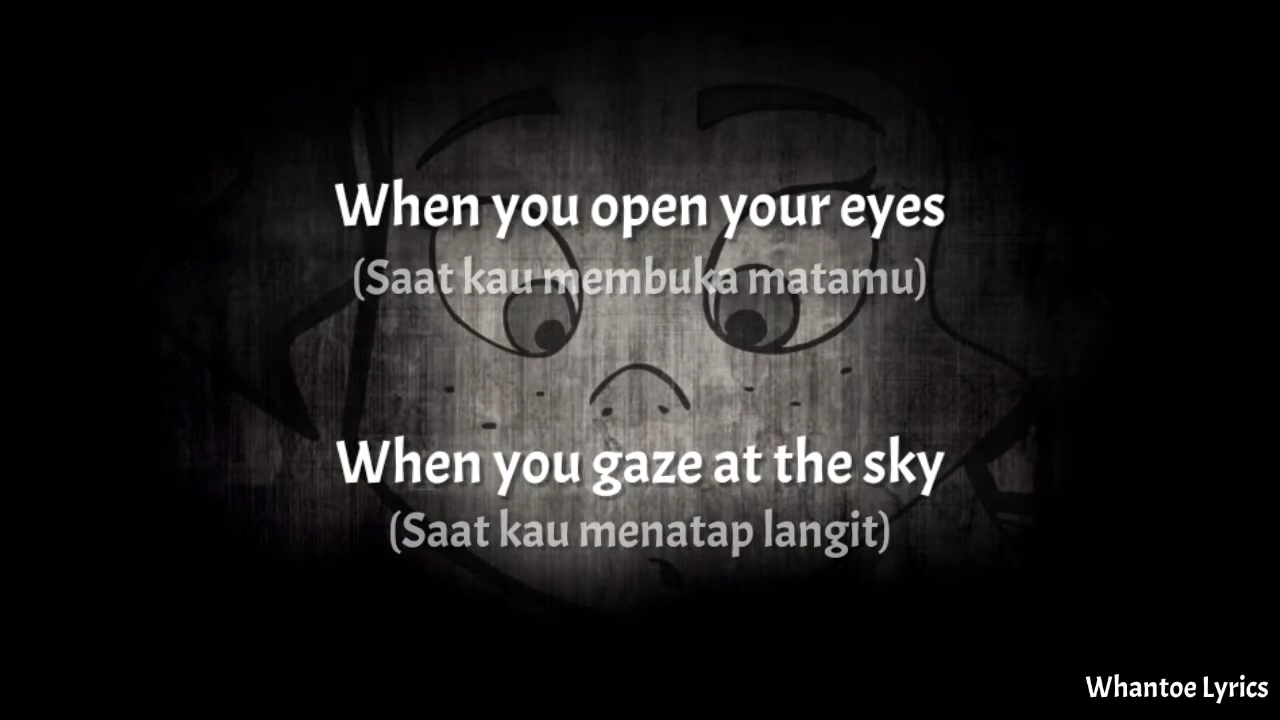 When you open your eyes
(Saat kau membuka matamu)
When you gaze at the sky
(Saat kau menatap langit)
Whantoe Lyrics